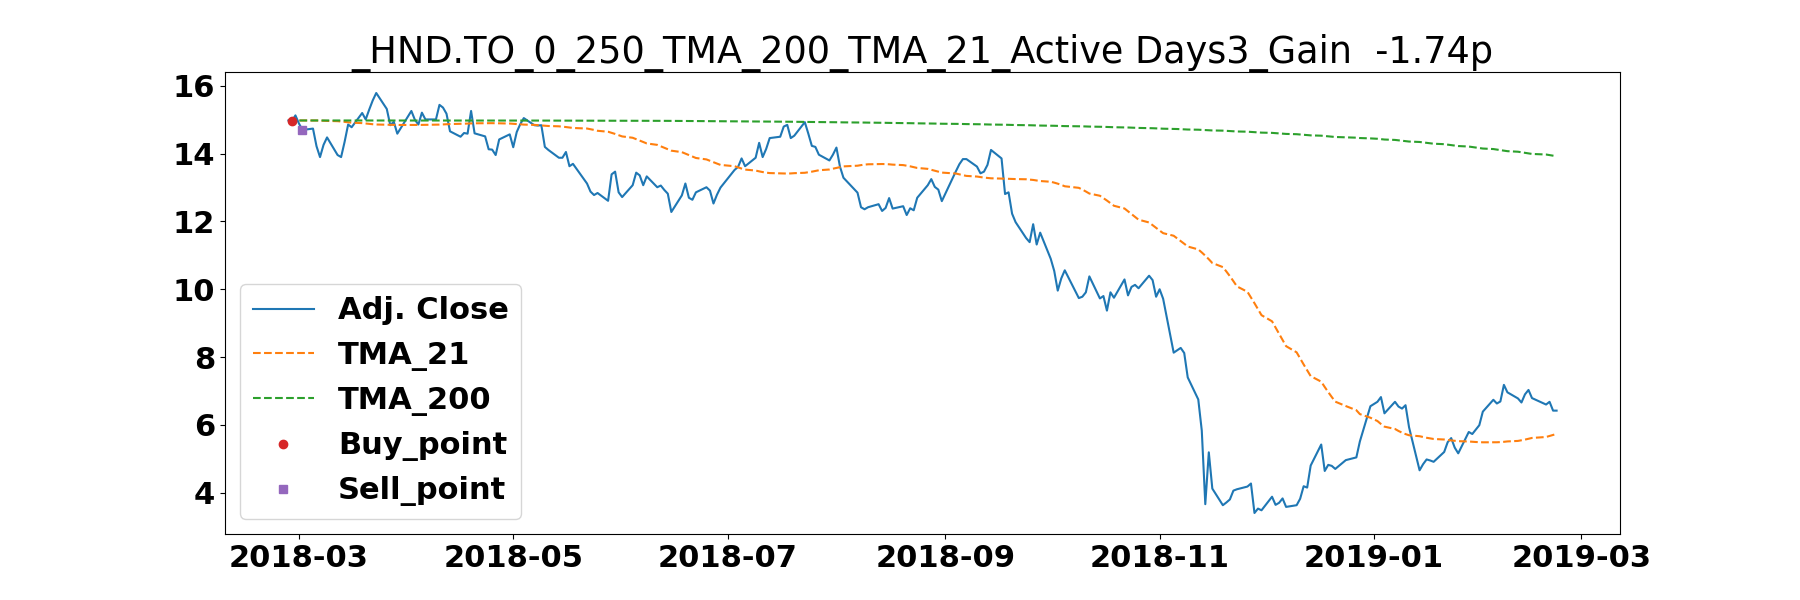 _HND.TO_0_250_TMA_200_TMA_21_Active Days3_Gain  -1.74p
16
14
12
10
8
6
4
Adj. Close
TMA_21
TMA_200
Buy_point
Sell_point
2018-03 2018-05 2018-07 2018-09 2018-11 2019-01 2019-03